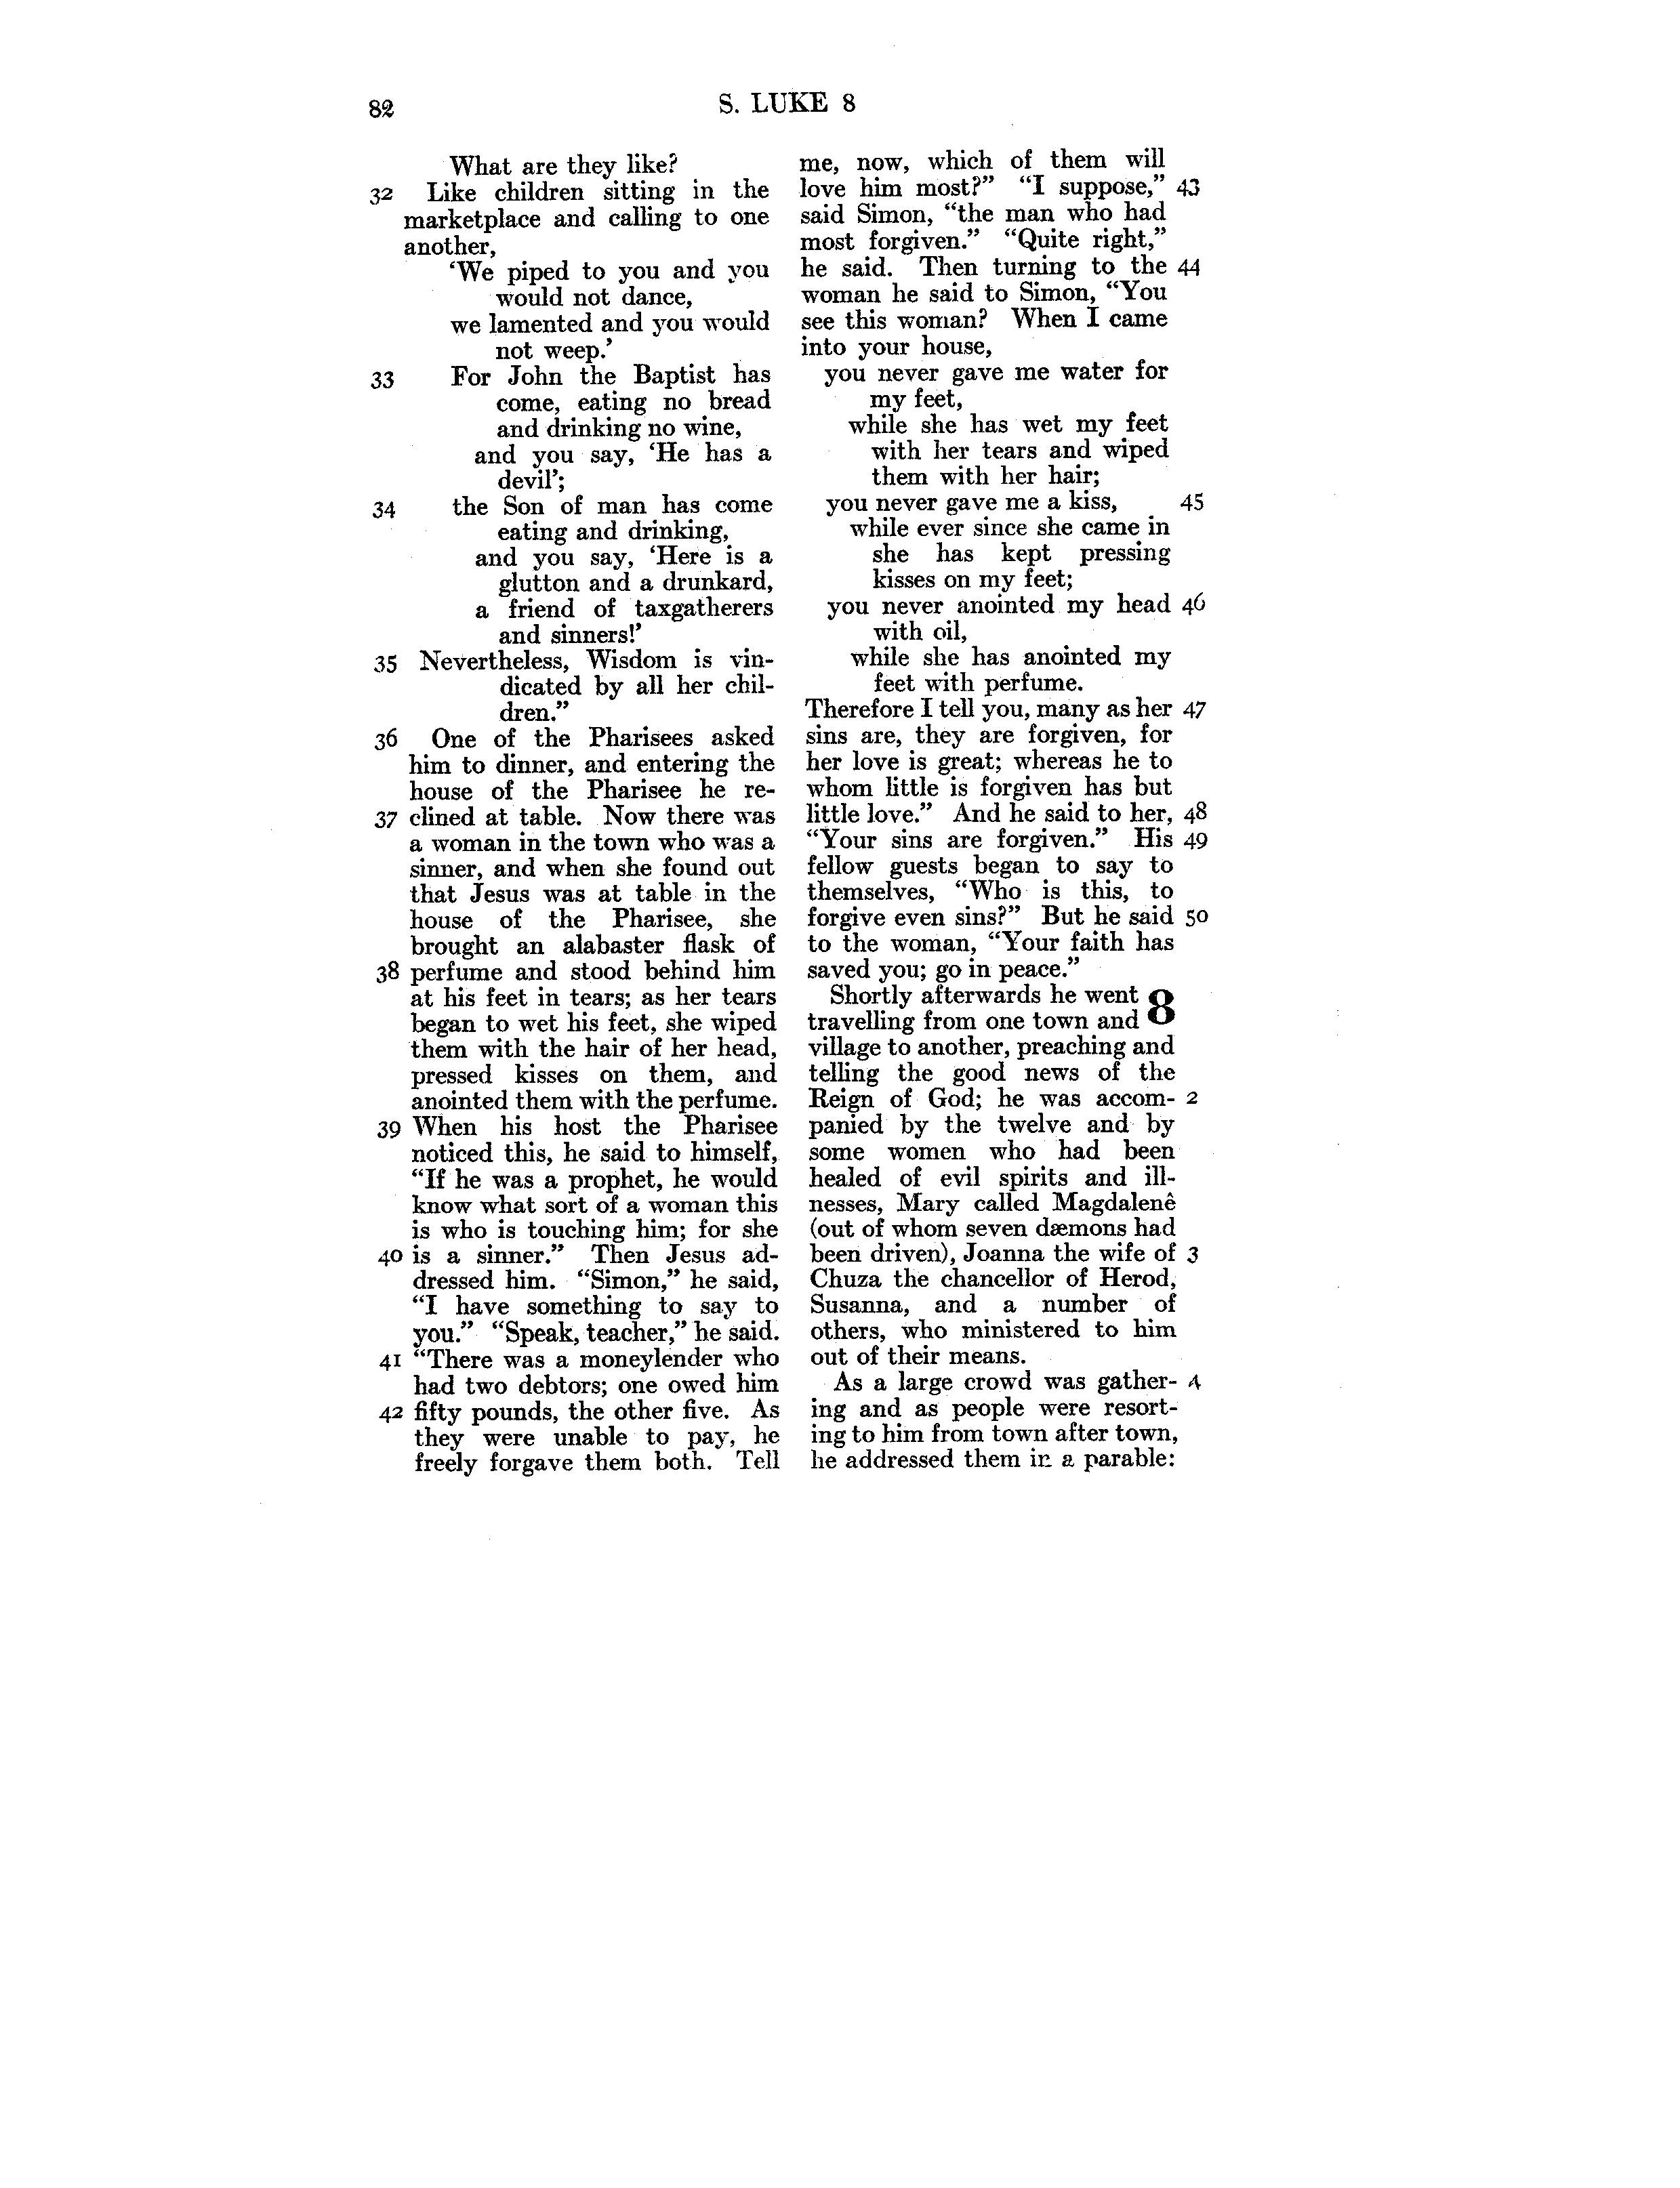 82
S. LUKE 8
What are they like?
32 Like children sitting in the
marketplace and calling to one
another,
‘We piped to you and you
would not dance,
we lamented and you would
not weep.’
33 For John the Baptist has
come, eating no bread
and drinking no wine,
and you say, ‘He has a
devil’;
34 the Son of man has come
eating and drinking,
and you say, ‘Here is a
glutton and a drunkard,
a friend of taxgatherers
and sinners!’
35 Nevertheless, Wisdom is vin-
dicated by all her chil-
dren.”
36 One of the Pharisees asked
him to dinner, and entering the
house of the Pharisee he re-
37 clined at table. Now there was
a woman in the town who was a
sinner, and when she found out
that Jesus was at table in the
house of the Pharisee, she
brought an alabaster flask of
38 perfume and stood behind him
at his feet in tears; as her tears
began to wet his feet, she wiped
them with the hair of her head,
pressed kisses on them, and
anointed them with the perfume.
39 When his host the Pharisee
noticed this, he said to himself,
“If he was a prophet, he would
know what sort of a woman this
is who is touching him; for she
40 is a sinner.” Then Jesus ad-
dressed him. “Simon,” he said,
“I have something to say to
you.” “Speak, teacher,” he said.
41 “There was a moneylender who
had two debtors; one owed him
42 fifty pounds, the other five. As
they were unable to pay, he
freely forgave them both. Tell
me, now, which of them will
love him most?” “I suppose,” 43
said Simon, “the man who had
most forgiven.” “Quite right,”
he said. Then turning to the 44
woman he said to Simon, “You
see this woman? When I came
into your house,
you never gave me water for
my feet,
while she has wet my feet
with her tears and wiped
them with her hair;
you never gave me a kiss, 45
while ever since she came in
she has kept pressing
kisses on my feet;
you never anointed my head 46
with oil,
while she has anointed my
feet with perfume.
Therefore I tell you, many as her 47
sins are, they are forgiven, for
her love is great; whereas he to
whom little is forgiven has but
little love.” And he said to her, 48
“Your sins are forgiven.” His 49
fellow guests began to say to
themselves, “Who is this, to
forgive even sins?” But he said 50
to the woman, “Your faith has
saved you; go in peace.”
Shortly afterwards he went 8
travelling from one town and
village to another, preaching and
telling the good news of the
Reign of God; he was accom- 2
panied by the twelve and by
some women who had been
healed of evil spirits and ill-
nesses, Mary called Magdalenê
(out of whom seven dæmons had
been driven), Joanna the wife of 3
Chuza the chancellor of Herod,
Susanna, and a number of
others, who ministered to him
out of their means.
As a large crowd was gather- 4
ing and as people were resort-
ing to him from town after town,
he addressed them in a parable: